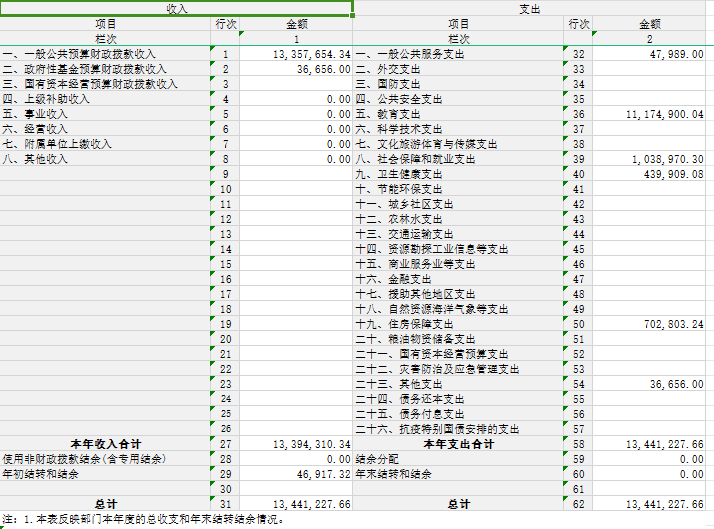 收入 支出
项目 行次 金额 项目 行次 金额
栏次 1 栏次 2
一、一般公共预算财政拨款收入 1 13,357,654.34 一、一般公共服务支出 32 47,989.00
二、政府性基金预算财政拨款收入 2 36,656.00 二、外交支出 33
三、国有资本经营预算财政拨款收入 3 三、国防支出 34
四、上级补助收入 4 0.00 四、公共安全支出 35
五、事业收入 5 0.00 五、教育支出 36 11,174,900.04
六、经营收入 6 0.00 六、科学技术支出 37
七、附属单位上缴收入 7 0.00 七、文化旅游体育与传媒支出 38
八、其他收入 8 0.00 八、社会保障和就业支出 39 1,038,970.30
9 九、卫生健康支出 40 439,909.08
10 十、节能环保支出 41
11 十一、城乡社区支出 42
12 十二、农林水支出 43
13 十三、交通运输支出 44
14 十四、资源勘探工业信息等支出 45
15 十五、商业服务业等支出 46
16 十六、金融支出 47
17 十七、援助其他地区支出 48
18 十八、自然资源海洋气象等支出 49
19 十九、住房保障支出 50 702,803.24
20 二十、粮油物资储备支出 51
21 二十一、国有资本经营预算支出 52
22 二十二、灾害防治及应急管理支出 53
23 二十三、其他支出 54 36,656.00
24 二十四、债务还本支出 55
25 二十五、债务付息支出 56
26 二十六、抗疫特别国债安排的支出 57
本年收入合计 27 13,394,310.34 本年支出合计 58 13,441,227.66
使用非财政拨款结余(含专用结余) 28 0.00 结余分配 59 0.00
年初结转和结余 29 46,917.32 年末结转和结余 60 0.00
30 61
总计 31 13,441,227.66 总计 62 13,441,227.66
注：1.本表反映部门本年度的总收支和年末结转结余情况。